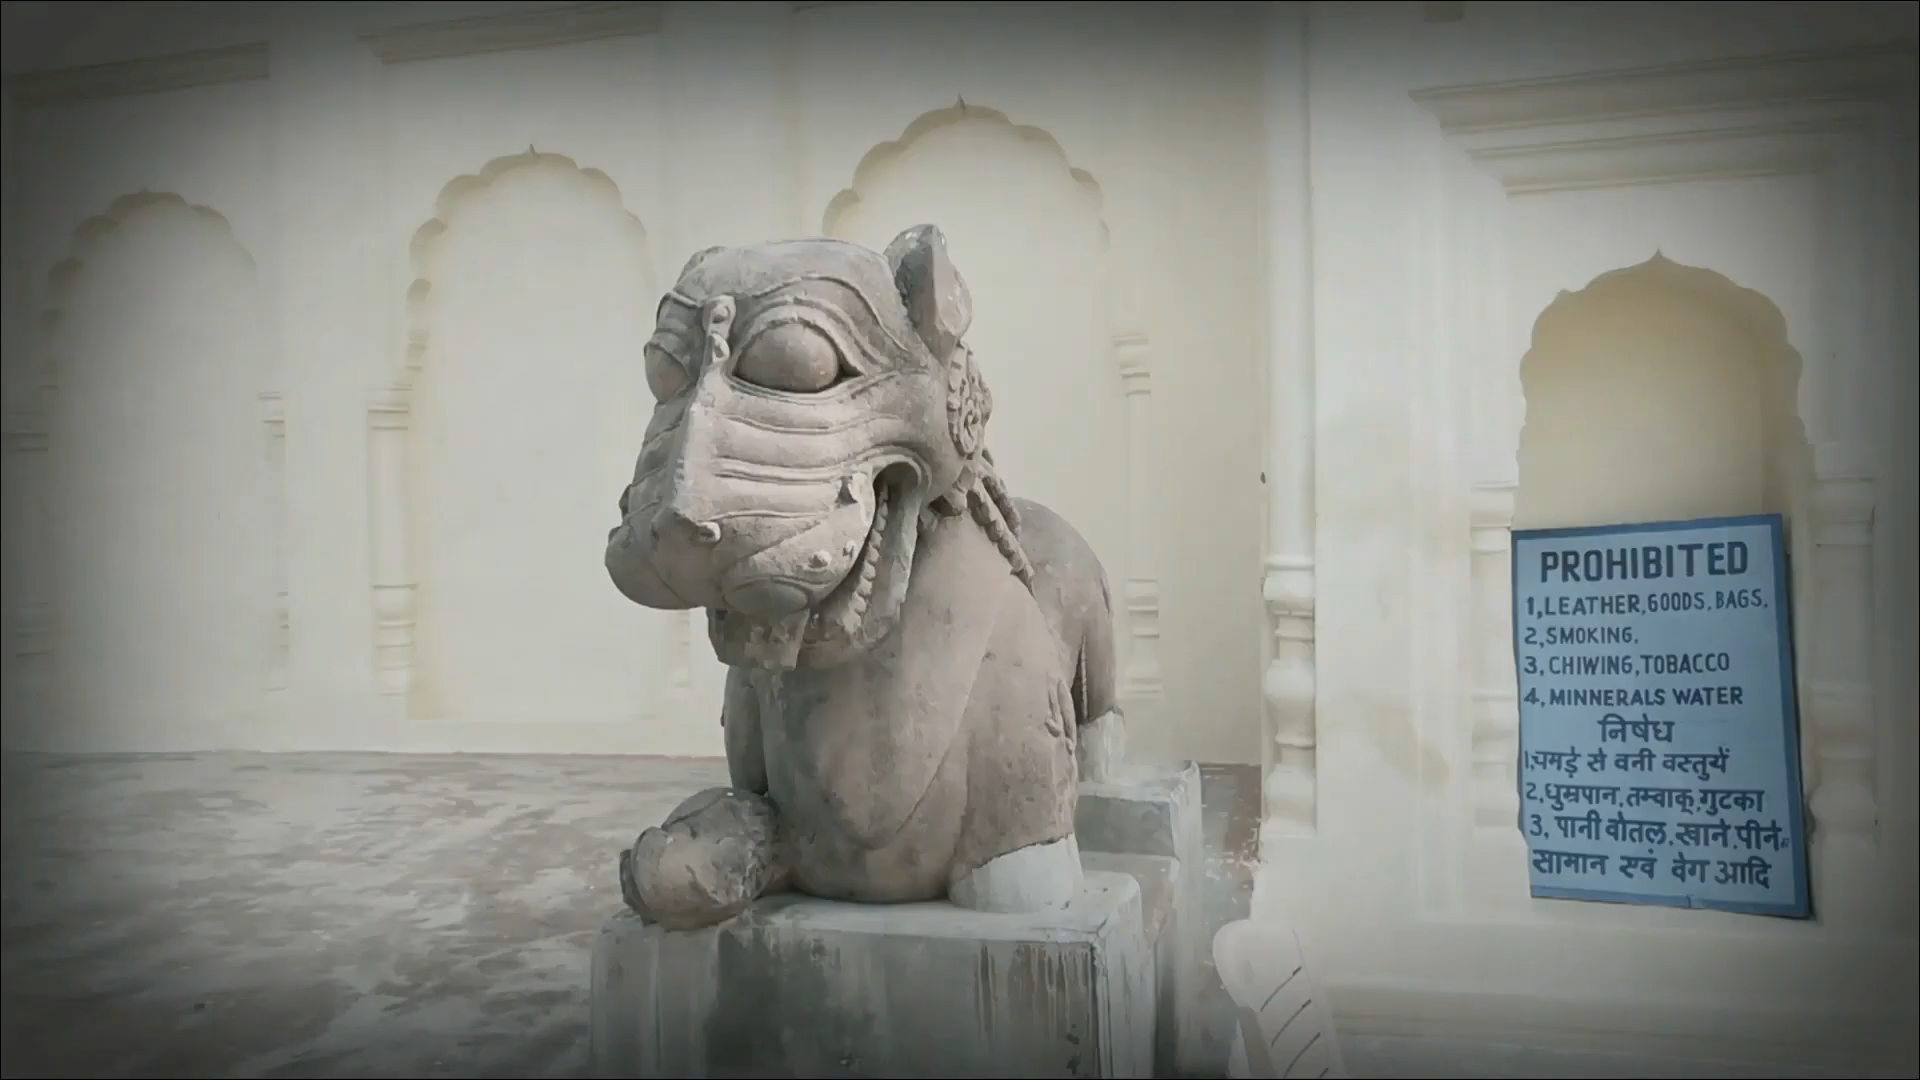 PROHIBITED
1,LEATHER,GOODS,BAGS,
2,SMOKING,
3, CHIWING,TOBACCO
4, MINNERALS WATER
निषेध
1,चमड़े से वनी वस्तुयें
2,धुम्रपान,तम्वाकू,गुटका
3, पानी वोतल,खाने,पीने
सामान एवं वेग आदि